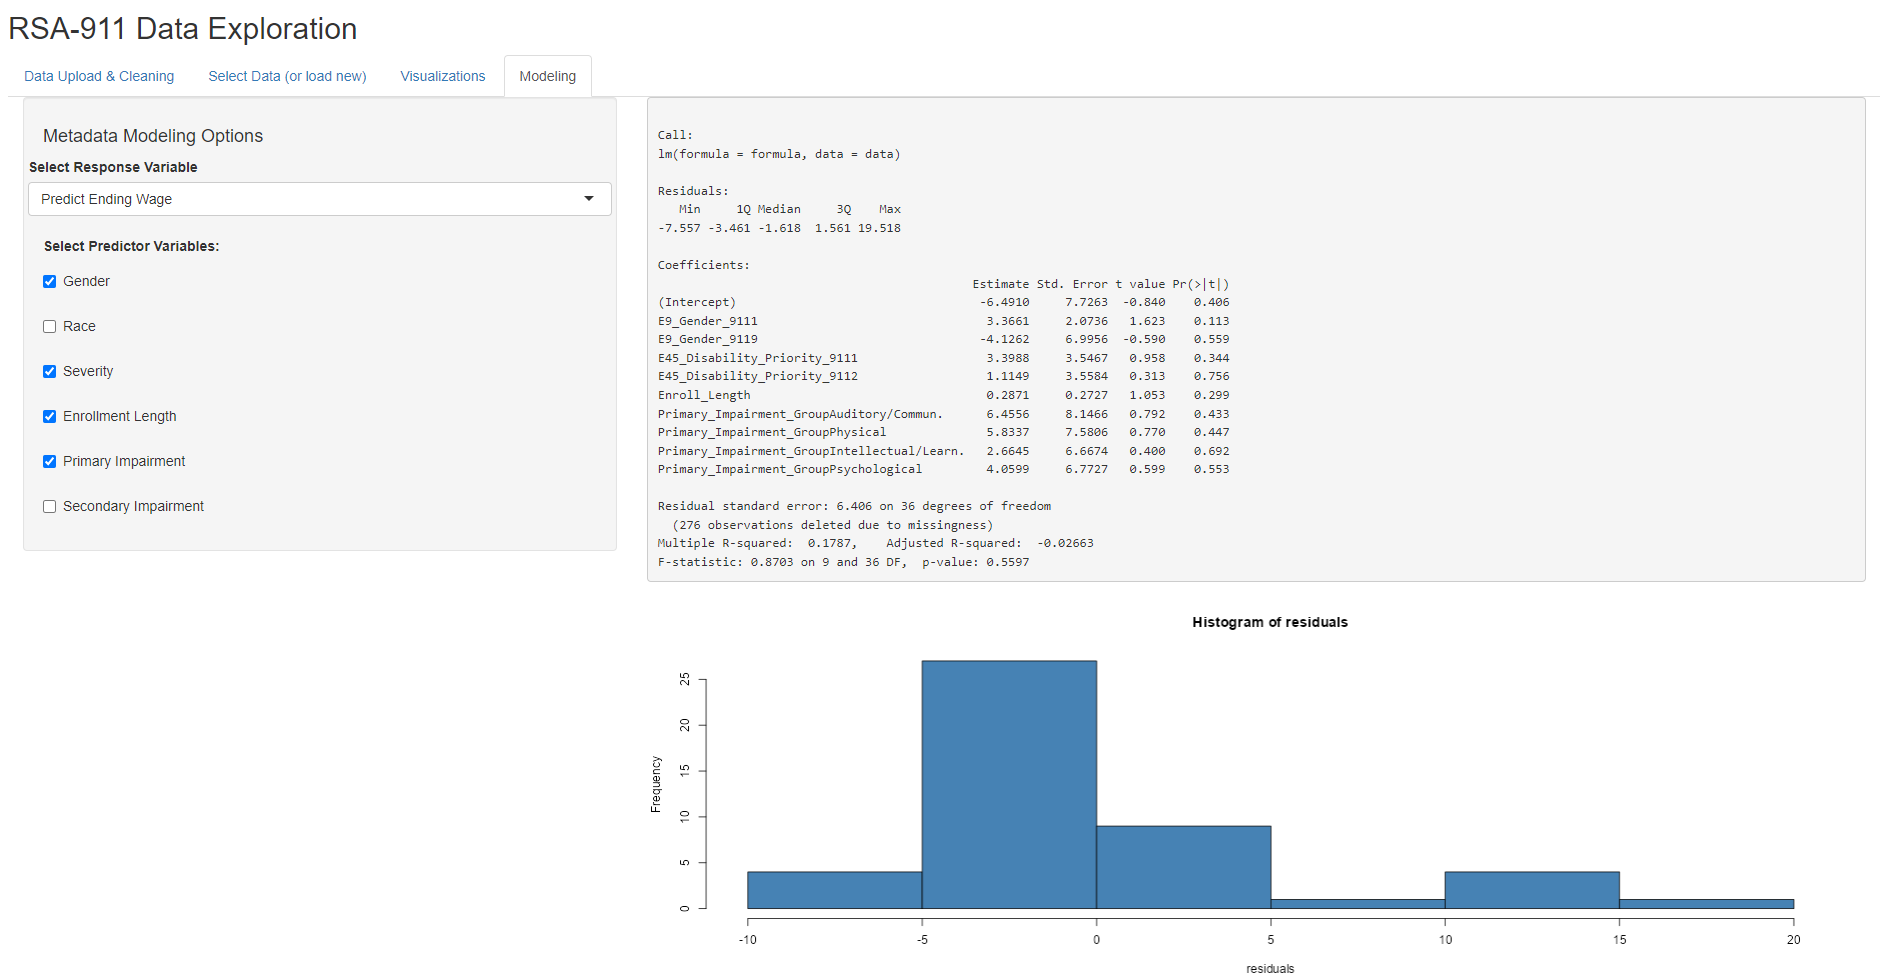 RSA-911 Data Exploration
Data Upload & Cleaning Select Data (or load new) Visualizations Modeling
Metadata Modeling Options
Select Response Variable
Predict Ending Wage
Select Predictor Variables:
Gender
Race
Severity
Enrollment Length
Primary Impairment
Secondary Impairment
Call:
lm(formula = formula, data = data)
Residuals:
Min 1Q Median 3Q Max
-7.557 -3.461 -1.618 1.561 19.518
Coefficients:
Estimate Std. Error t value Pr(>|t|)
(Intercept) -6.4910 7.7263 -0.840 0.406
E9_Gender_9111 3.3661 2.0736 1.623 0.113
E9_Gender_9119 -4.1262 6.9956 -0.590 0.559
E45_Disability_Priority_9111 3.3988 3.5467 0.958 0.344
E45_Disability_Priority_9112 1.1149 3.5584 0.313 0.756
Enroll_Length 0.2871 0.2727 1.053 0.299
Primary_Impairment_GroupAuditory/Commun. 6.4556 8.1466 0.792 0.433
Primary_Impairment_GroupPhysical 5.8337 7.5806 0.770 0.447
Primary_Impairment_GroupIntellectual/Learn. 2.6645 6.6674 0.400 0.692
Primary_Impairment_GroupPsychological 4.0599 6.7727 0.599 0.553
Residual standard error: 6.406 on 36 degrees of freedom
(276 observations deleted due to missingness)
Multiple R-squared: 0.1787, Adjusted R-squared: -0.02663
F-statistic: 0.8703 on 9 and 36 DF, p-value: 0.5597
Histogram of residuals
Frequency
25
20
15
10
5
0
-10 -5 0 5 10 15 20
residuals